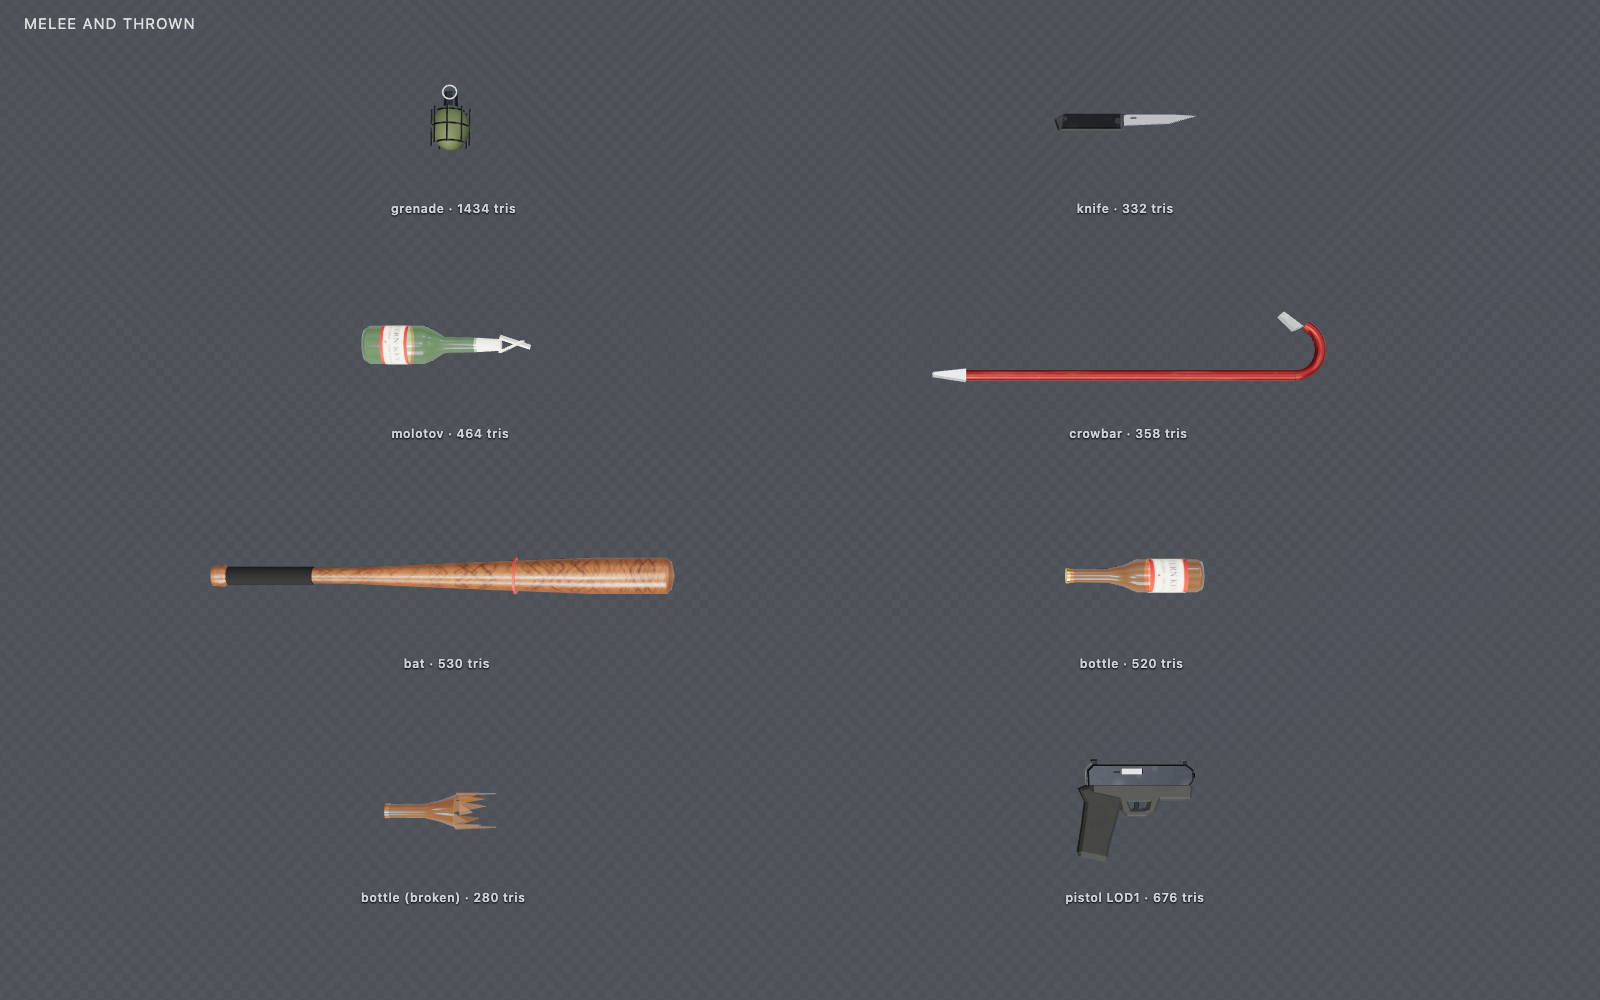 MELEE AND THROWN
grenade · 1434 tris
knife · 332 tris
molotov · 464 tris
crowbar · 358 tris
bat · 530 tris
bottle · 520 tris
bottle (broken) · 280 tris
pistol LOD1 · 676 tris